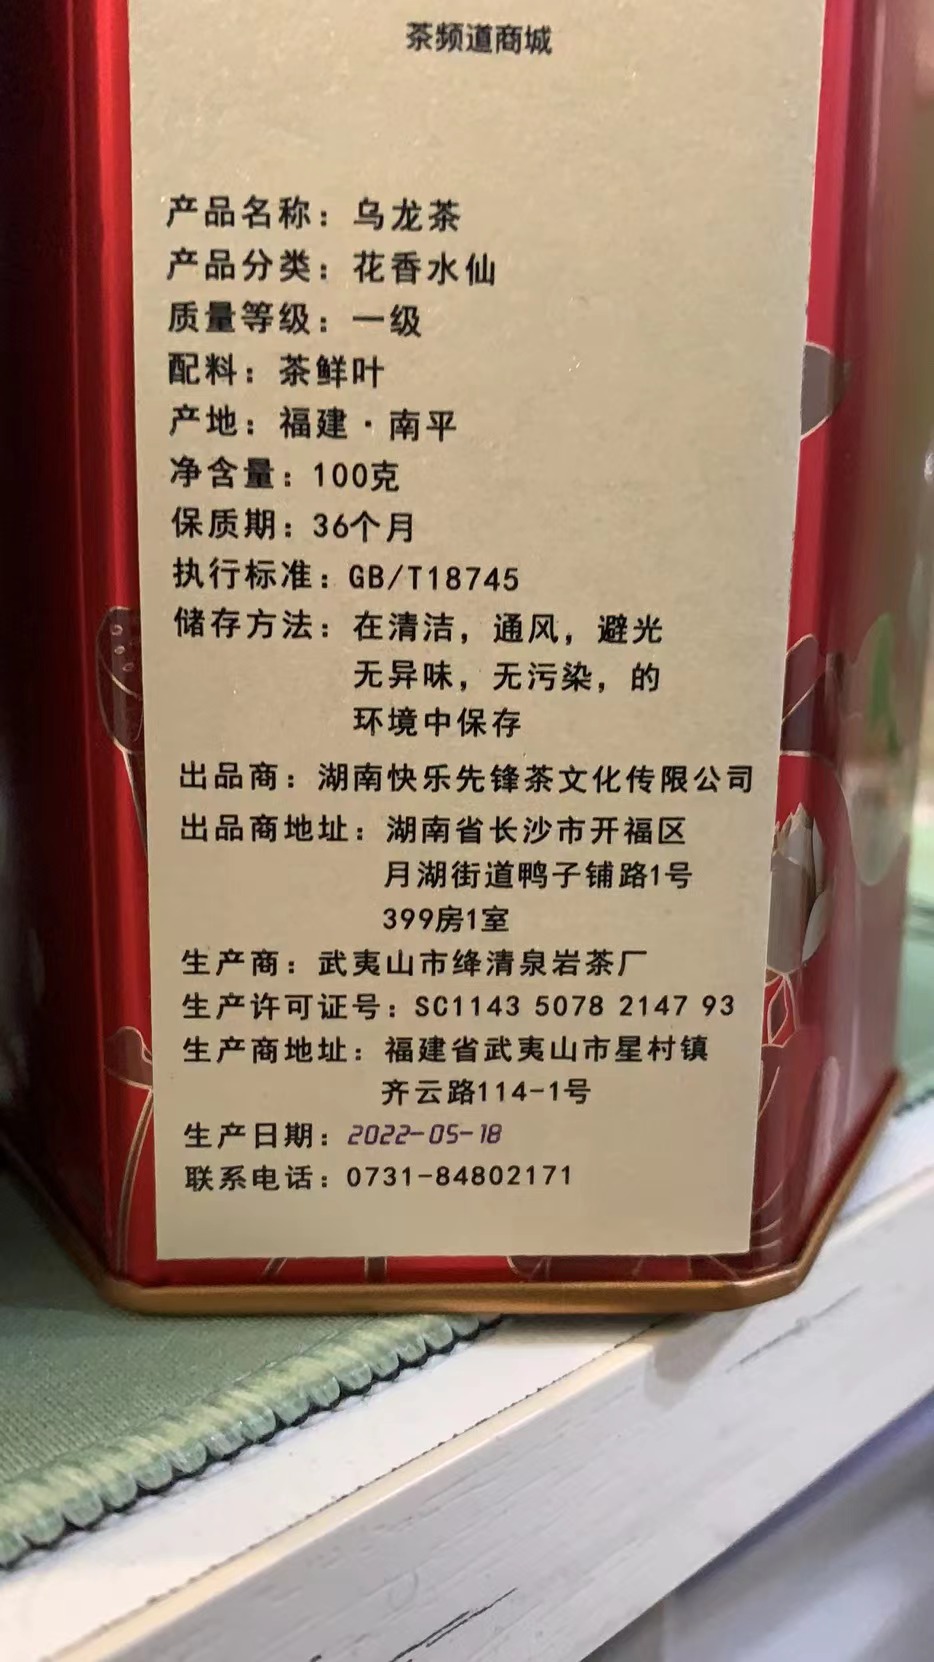 茶频道商城
产品名称：乌龙茶
产品分类：花香水仙
质量等级：一级
配料：茶鲜叶
产地：福建·南平
净含量：100克
保质期：36个月
执行标准：GB/T18745
储存方法：在清洁，通风，避光
无异味，无污染，的
环境中保存
出品商：湖南快乐先锋茶文化传限公司
出品商地址：湖南省长沙市开福区
月湖街道鸭子铺路1号
399房1室
生产商：武夷山市绛清泉岩茶厂
生产许可证号：SC1143 5078 2147 93
生产商地址：福建省武夷山市星村镇
齐云路114-1号
生产日期：2022-05-18
联系电话：0731-84802171